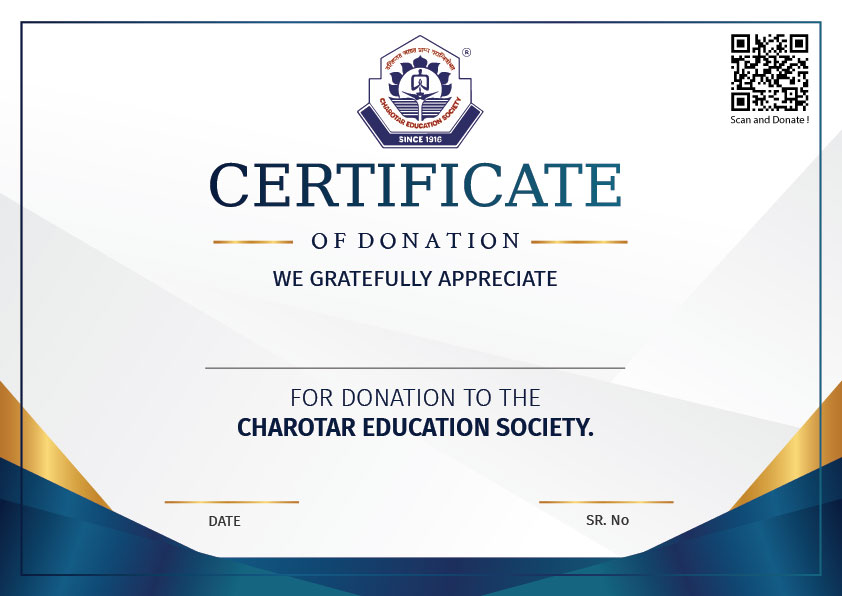 ®
CHAROTAR EDUCATION SOCIETY
SINCE 1916
Scan and Donate !
CERTIFICATE
OF DONATION
WE GRATEFULLY APPRECIATE
FOR DONATION TO THE
CHAROTAR EDUCATION SOCIETY.
DATE
SR. No